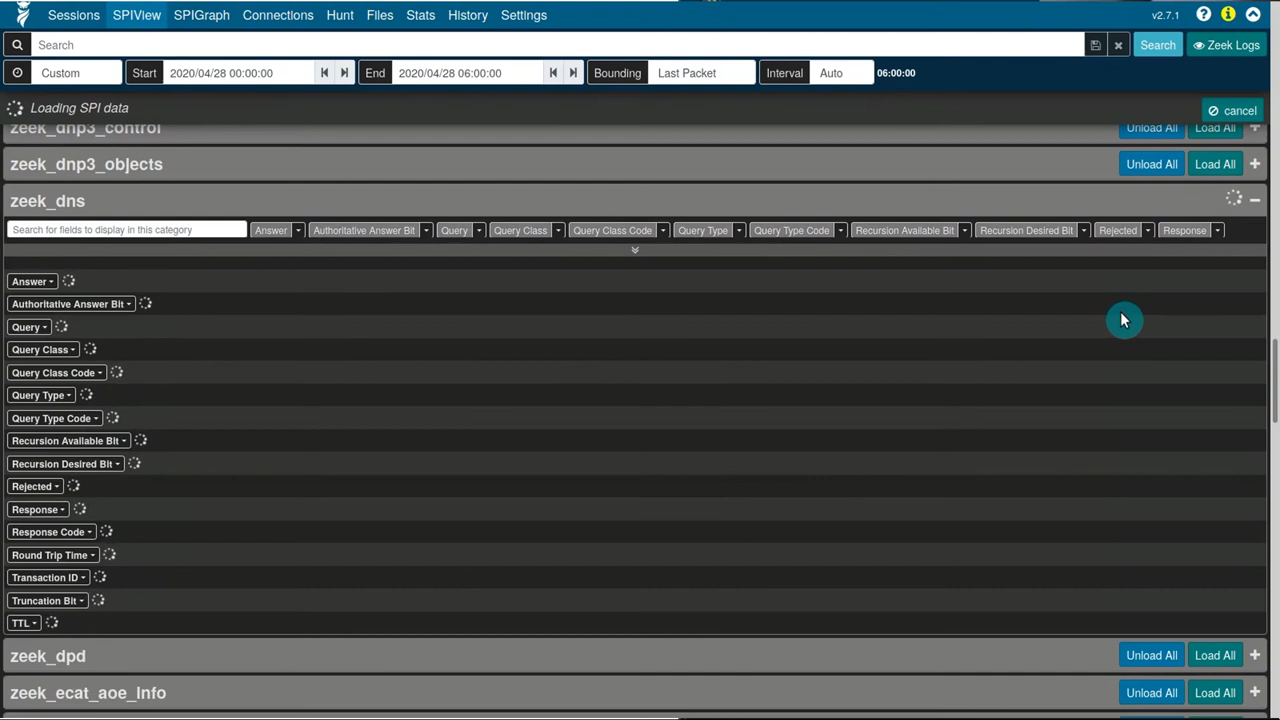 Sessions SPIView SPIGraph Connections Hunt Files Stats History Settings v2.7.1
Search Search Zeek Logs
Custom Start 2020/04/28 00:00:00 End 2020/04/28 06:00:00 Bounding Last Packet Interval Auto 06:00:00
Loading SPI data cancel
zeek_dnp3_control Unload All Load All
zeek_dnp3_objects Unload All Load All
zeek_dns
Search for fields to display in this category Answer Authoritative Answer Bit Query Query Class Query Class Code Query Type Query Type Code Recursion Available Bit Recursion Desired Bit Rejected Response
Answer
Authoritative Answer Bit
Query
Query Class
Query Class Code
Query Type
Query Type Code
Recursion Available Bit
Recursion Desired Bit
Rejected
Response
Response Code
Round Trip Time
Transaction ID
Truncation Bit
TTL
zeek_dpd Unload All Load All
zeek_ecat_aoe_info Unload All Load All